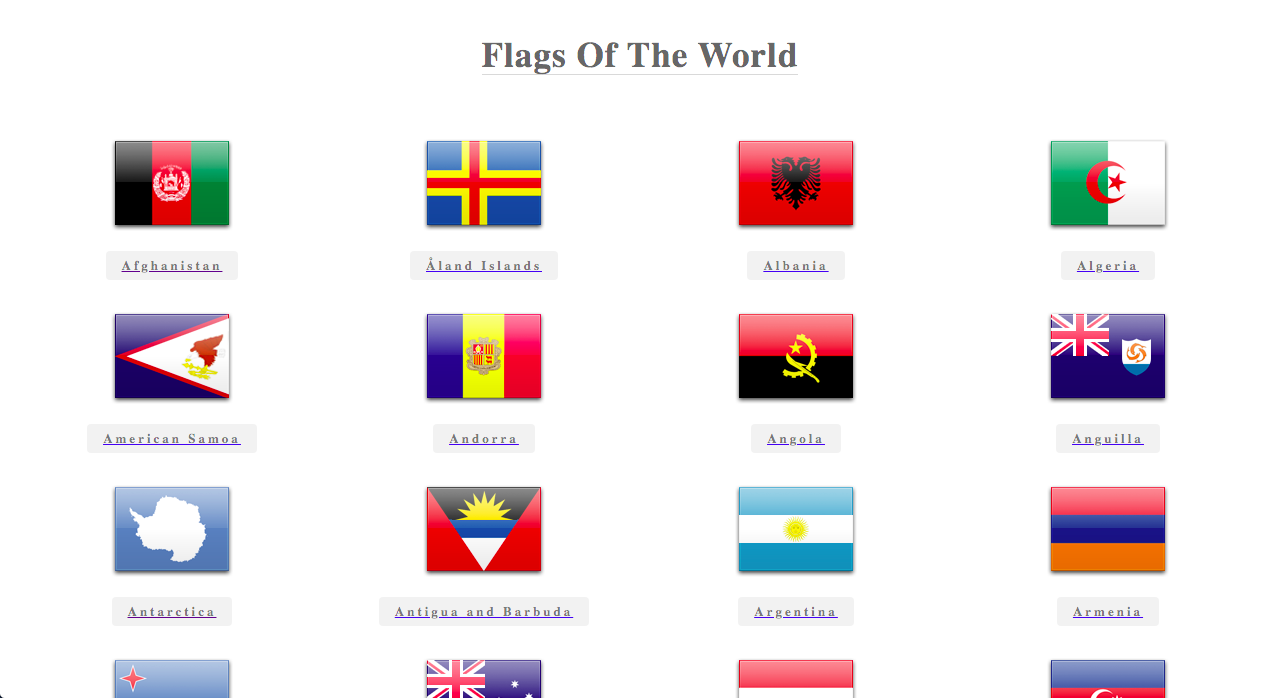 Flags Of The World
Afghanistan
Åland Islands
Albania
Algeria
American Samoa
Andorra
Angola
Anguilla
Antarctica
Antigua and Barbuda
Argentina
Armenia